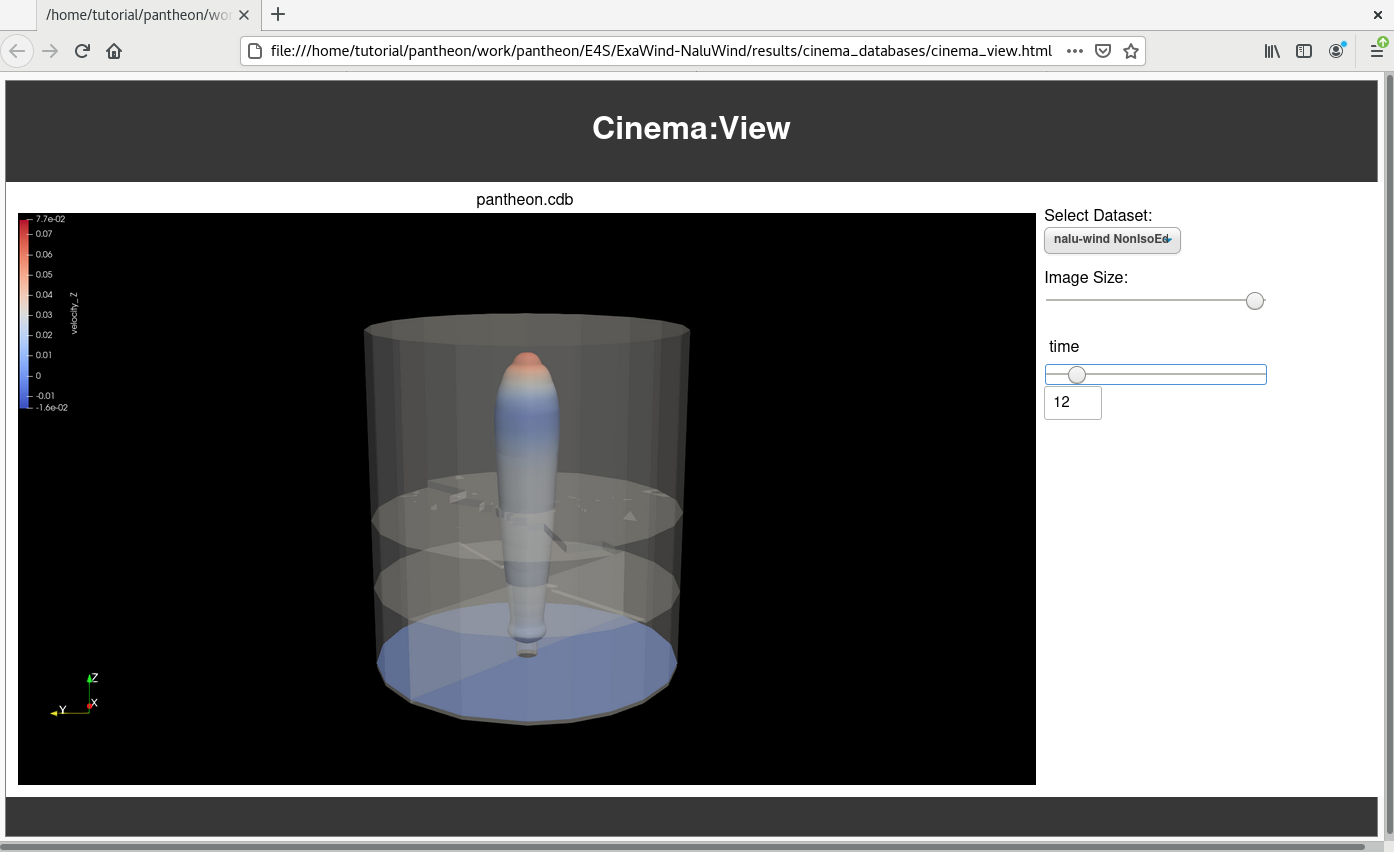 /home/tutorial/pantheon/wo
file:///home/tutorial/pantheon/work/pantheon/E4S/ExaWind-NaluWind/results/cinema_databases/cinema_view.html
Cinema:View
pantheon.cdb
7.7e-02
0.07
0.06
0.05
0.04
0.03
0.02
0.01
0
-0.01
-1.6e-02
velocity_Z
Z
X
Y
Select Dataset:
nalu-wind NonIsoEd
Image Size:
time
12